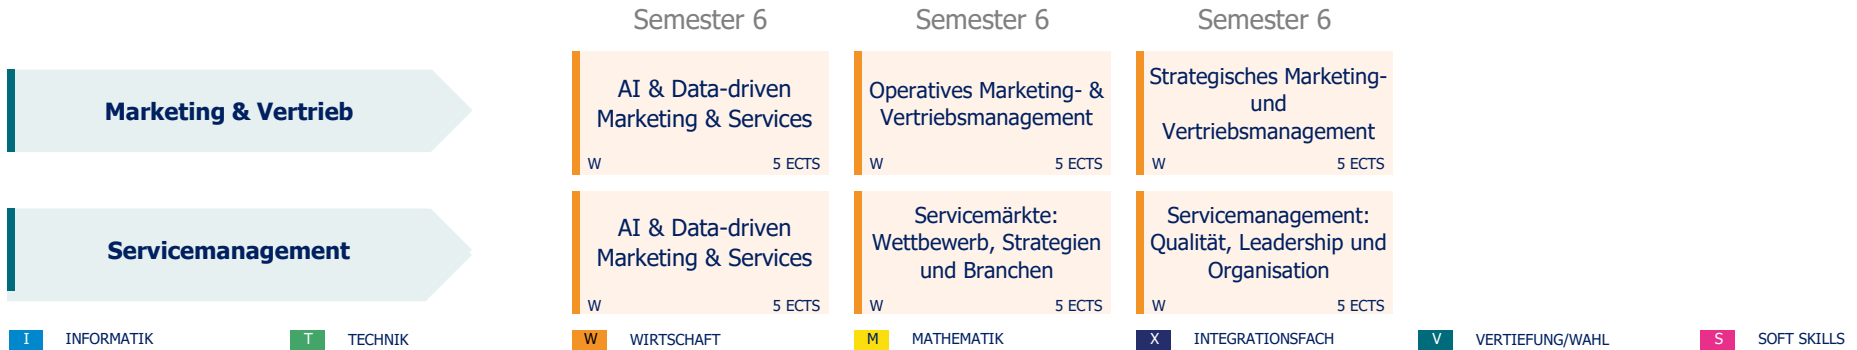 Semester 6
Semester 6
Semester 6
Marketing & Vertrieb
AI & Data-driven
Marketing & Services
W 5 ECTS
Operatives Marketing- &
Vertriebsmanagement
W 5 ECTS
Strategisches Marketing-
und
Vertriebsmanagement
W 5 ECTS
Servicemanagement
AI & Data-driven
Marketing & Services
W 5 ECTS
Servicemärkte:
Wettbewerb, Strategien
und Branchen
W 5 ECTS
Servicemanagement:
Qualität, Leadership und
Organisation
W 5 ECTS
I INFORMATIK
T TECHNIK
W WIRTSCHAFT
M MATHEMATIK
X INTEGRATIONSFACH
V VERTIEFUNG/WAHL
S SOFT SKILLS